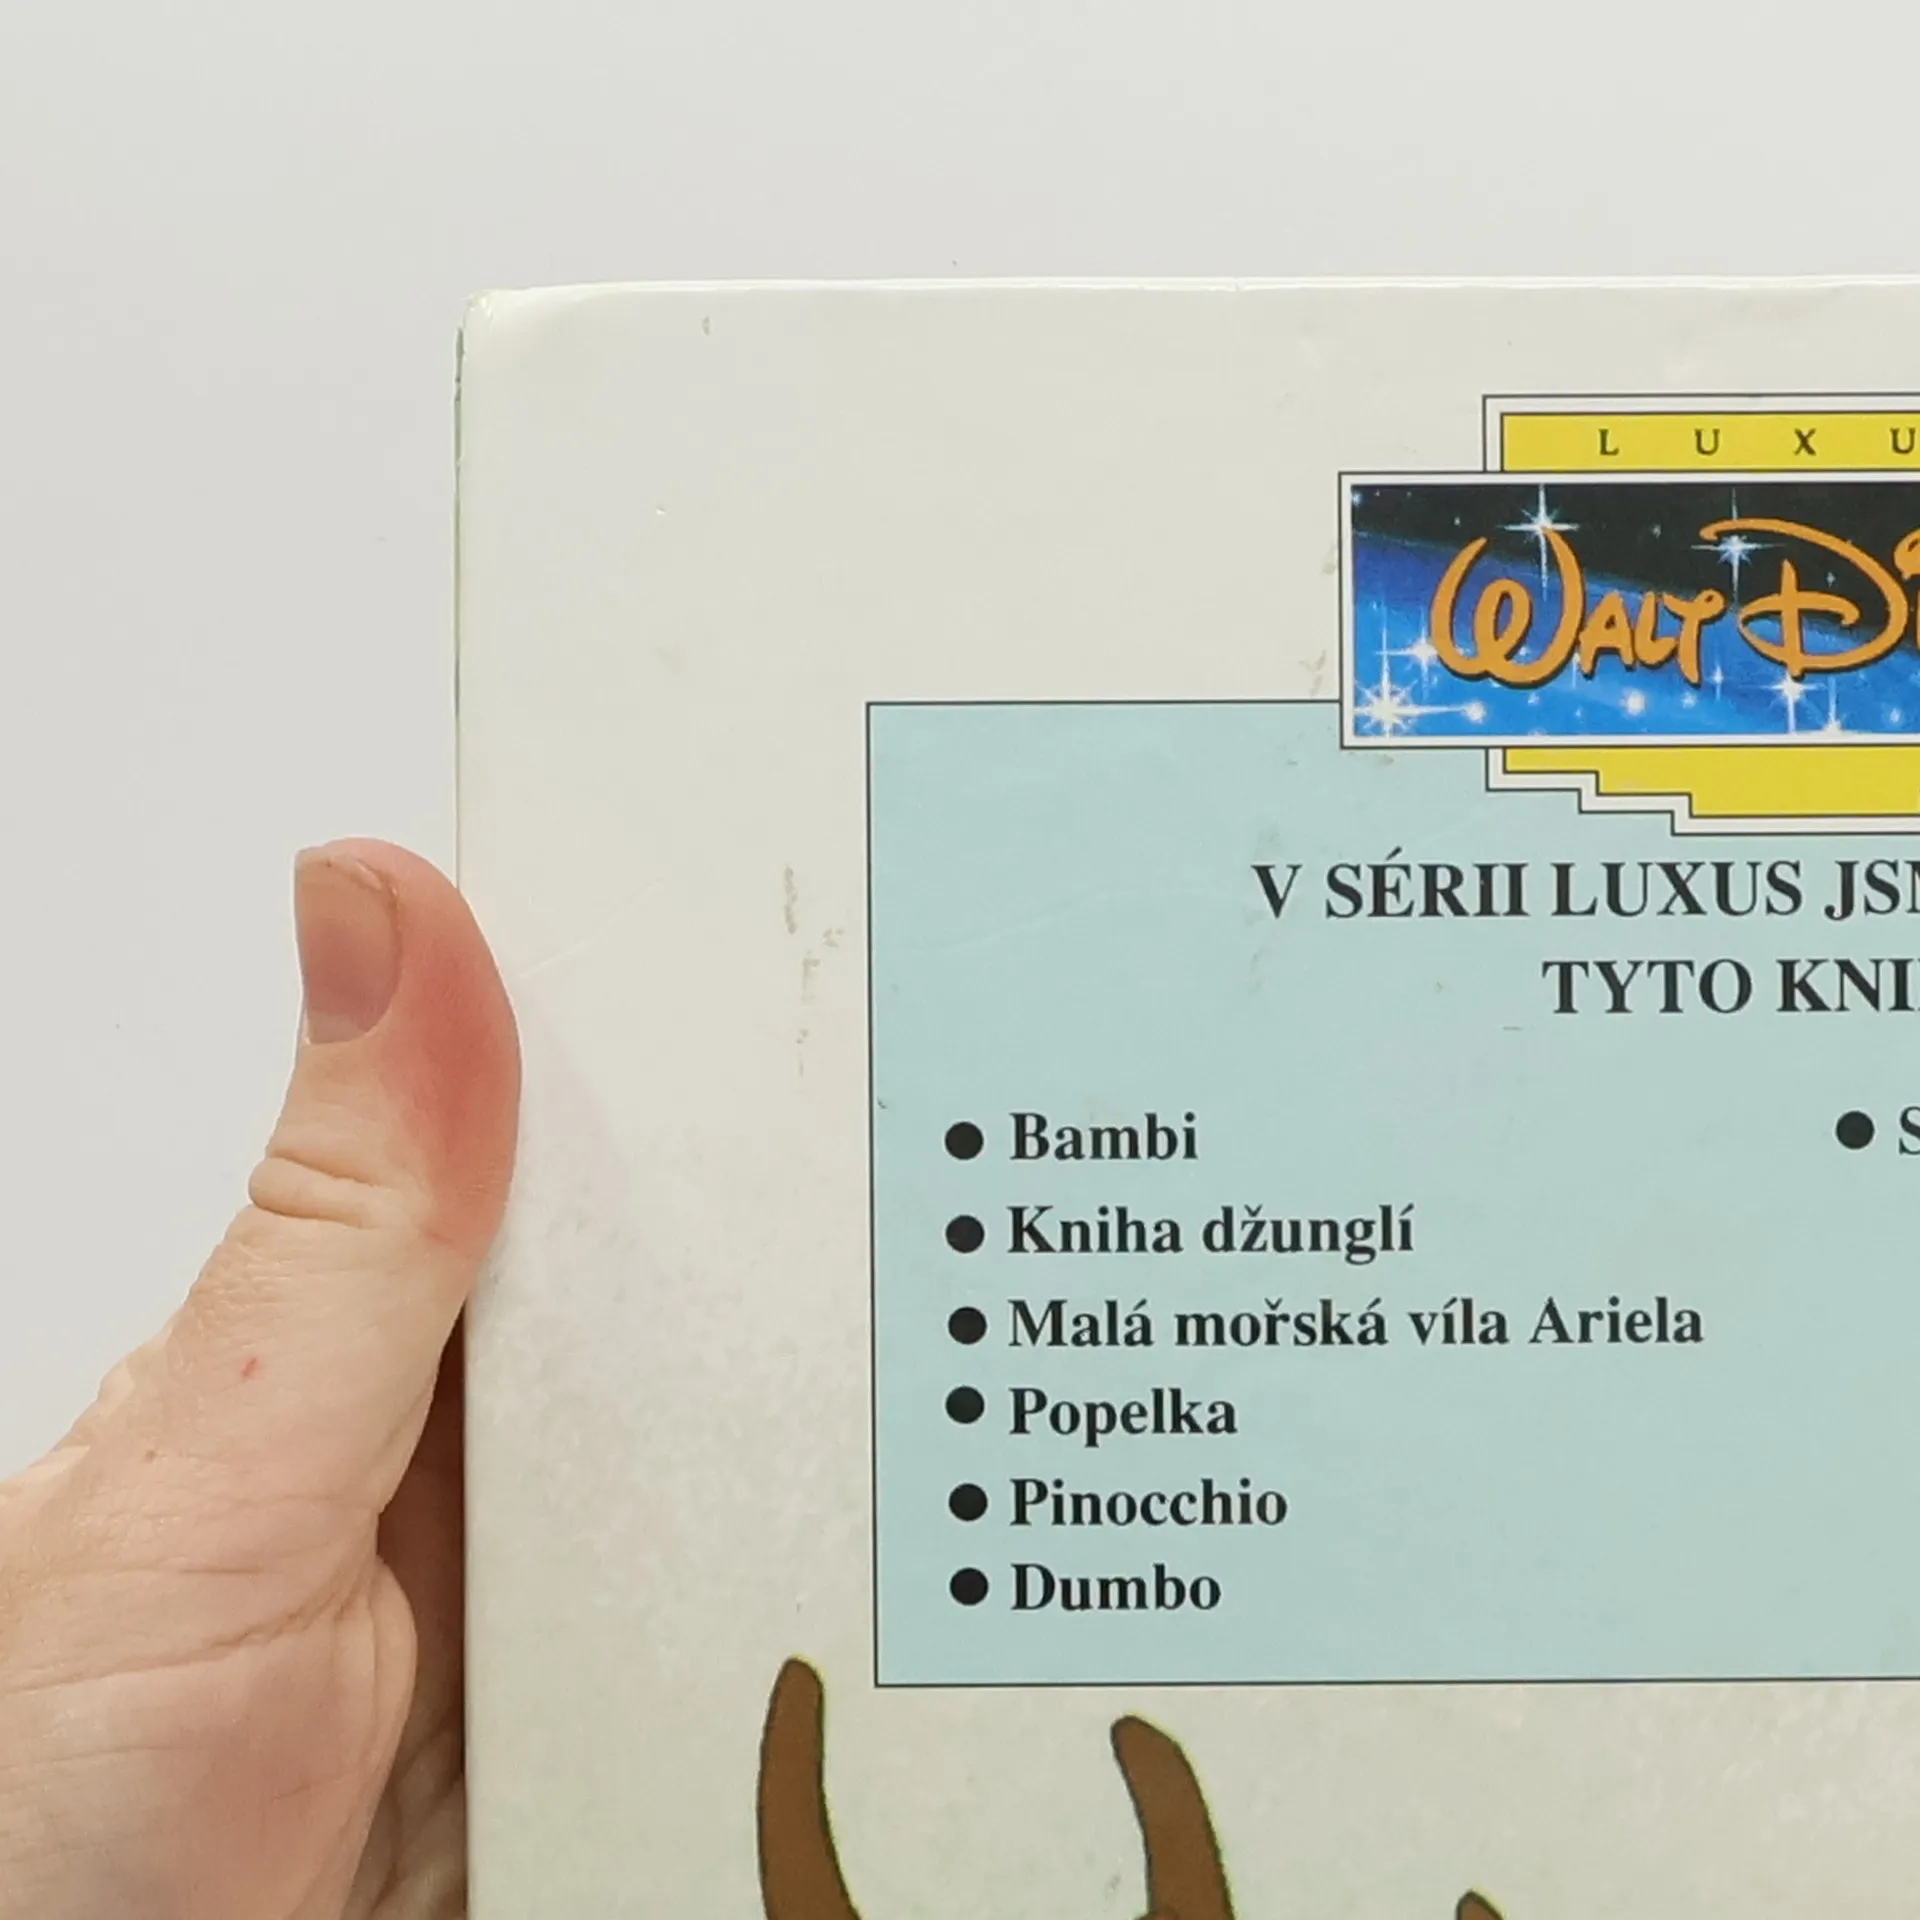 L U X U
WALT
V SÉRII LUXUS
TYTO
Bambi
Kniha džunglí
Malá mořská víla Ariela
Popelka
Pinocchio
Dumbo